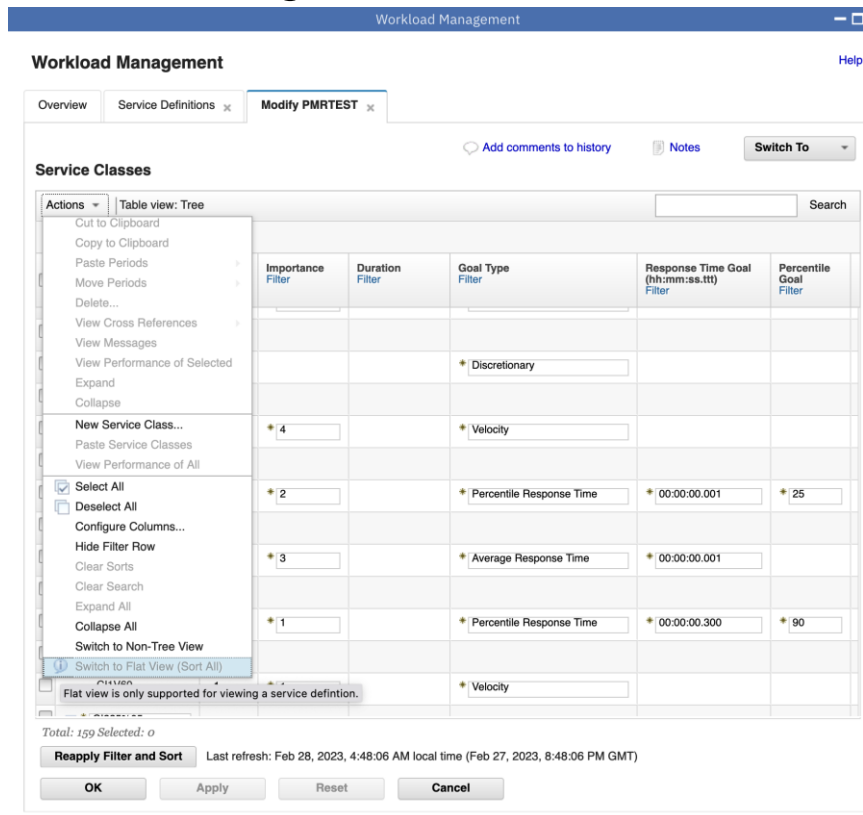 Workload Management
Workload Management
Help
Overview
Service Definitions x
Modify PMRTEST x
Add comments to history
Notes
Switch To
Service Classes
Actions
Table view: Tree
Search
Cut to Clipboard
Copy to Clipboard
Paste Periods
Move Periods
Delete...
View Cross References
View Messages
View Performance of Selected
Expand
Collapse
New Service Class...
Paste Service Classes
View Performance of All
Select All
Deselect All
Configure Columns...
Hide Filter Row
Clear Sorts
Clear Search
Expand All
Collapse All
Switch to Non-Tree View
Switch to Flat View (Sort All)
Flat view is only supported for viewing a service defintion.
Importance
Filter
Duration
Filter
Goal Type
Filter
Response Time Goal
(hh:mm:ss.ttt)
Filter
Percentile
Goal
Filter
* Discretionary
* 4 * Velocity
* 2 * Percentile Response Time * 00:00:00.001 * 25
* 3 * Average Response Time * 00:00:00.001
* 1 * Percentile Response Time * 00:00:00.300 * 90
* Velocity
Total: 159 Selected: 0
Reapply Filter and Sort
Last refresh: Feb 28, 2023, 4:48:06 AM local time (Feb 27, 2023, 8:48:06 PM GMT)
OK
Apply
Reset
Cancel